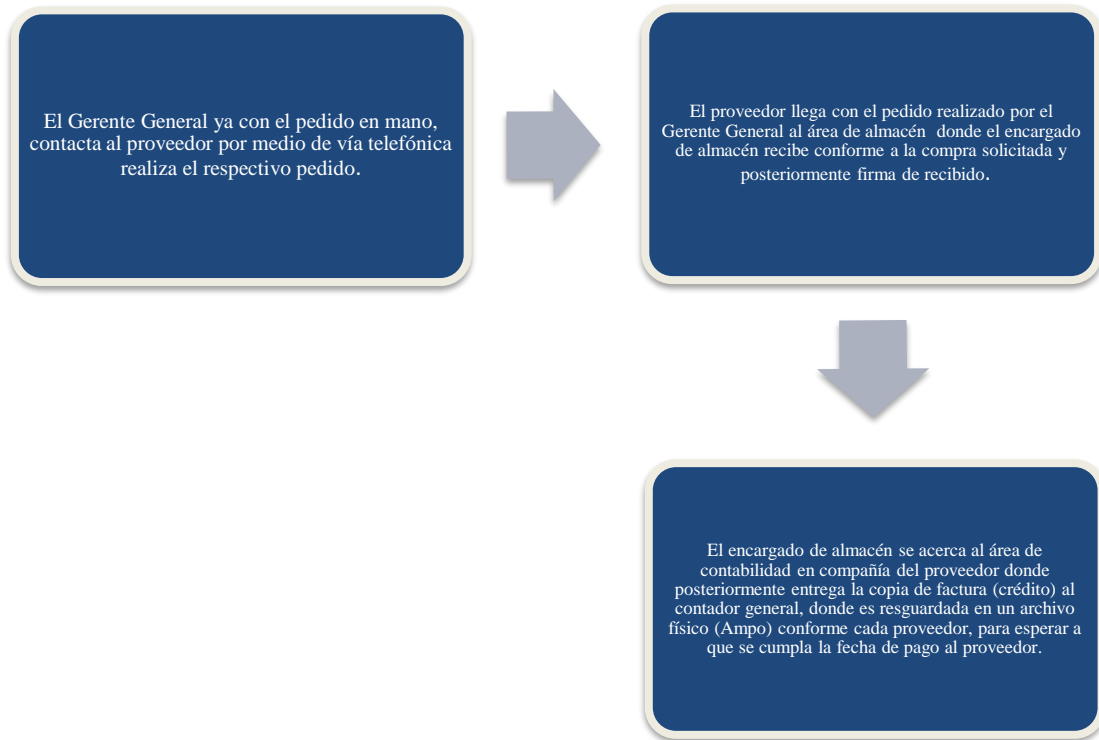 El Gerente General ya con el pedido en mano,
contacta al proveedor por medio de vía telefónica
realiza el respectivo pedido.
El proveedor llega con el pedido realizado por el
Gerente General al área de almacén donde el encargado
de almacén recibe conforme a la compra solicitada y
posteriormente firma de recibido.
El encargado de almacén se acerca al área de
contabilidad en compañía del proveedor donde
posteriormente entrega la copia de factura (crédito) al
contador general, donde es resguardada en un archivo
físico (Ampo) conforme cada proveedor, para esperar a
que se cumpla la fecha de pago al proveedor.